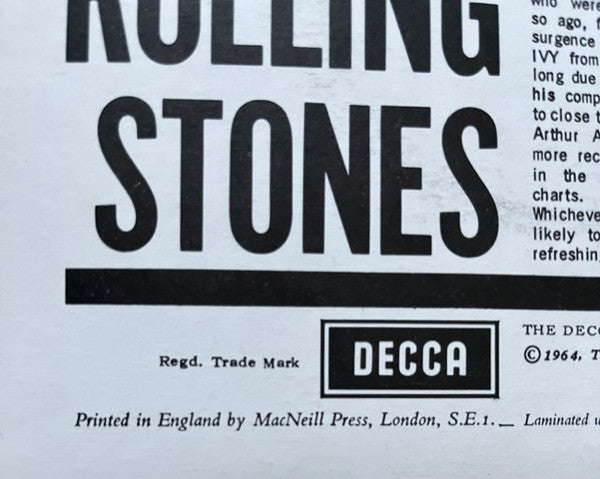 ROLLING
STONES
who were
so ago,
surgence
IVY from
long due
his comp
to close t
Arthur A
more rec
in the
charts.
Whicheve
likely to
refreshin
THE DECC
Regd. Trade Mark
DECCA
©1964, T
Printed in England by MacNeill Press, London, S.E.1. Laminated u